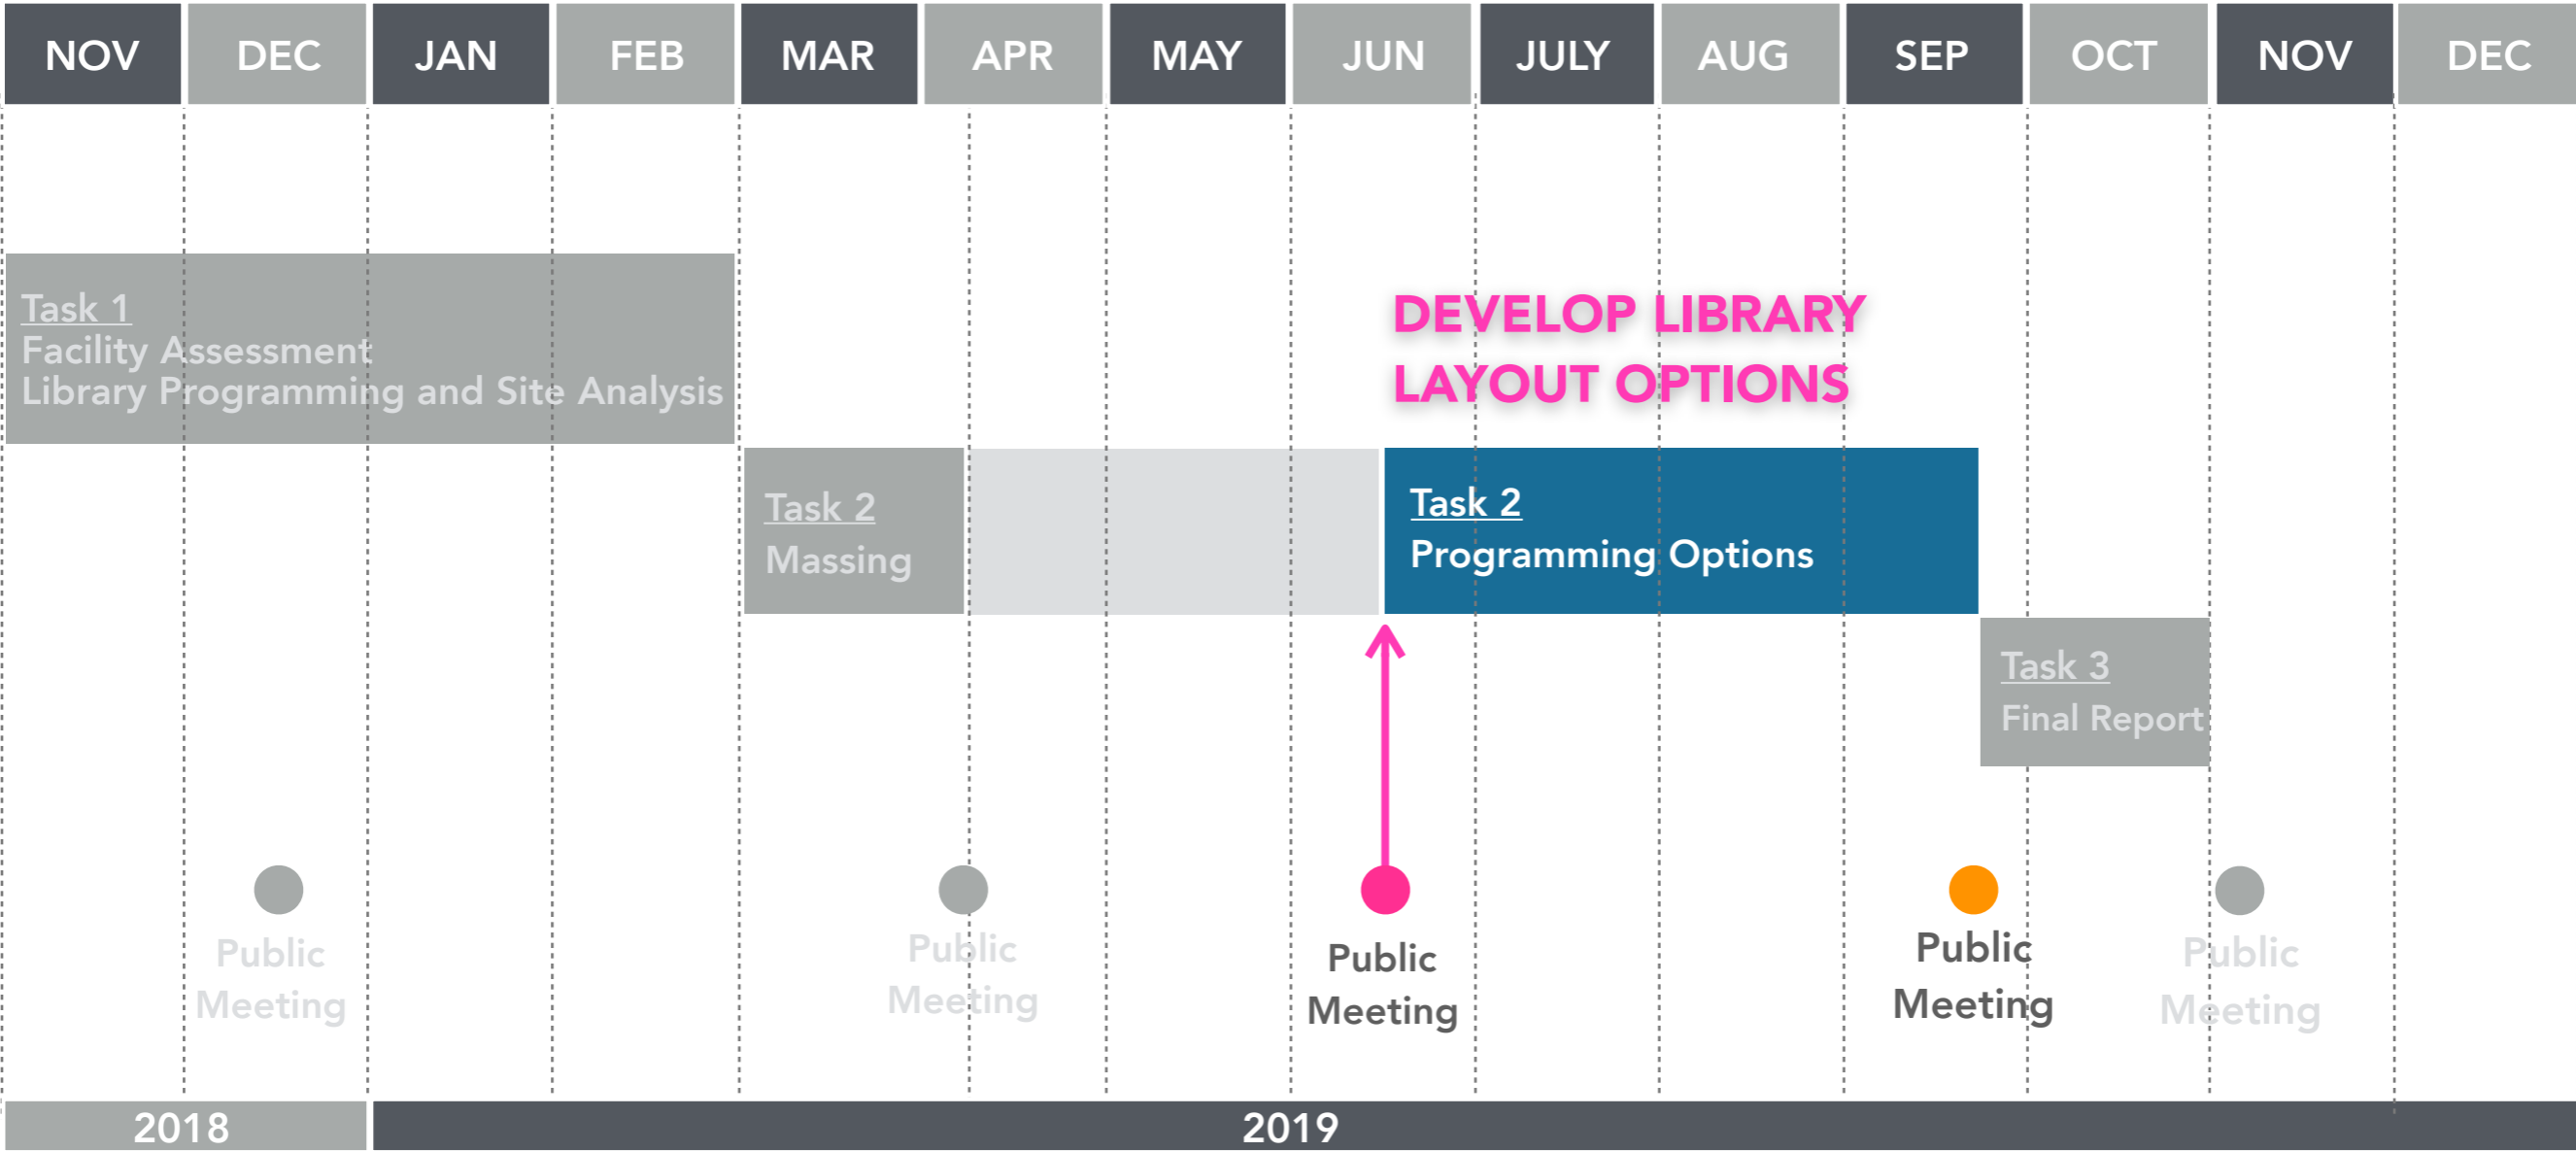 NOV DEC JAN FEB MAR APR MAY JUN JULY AUG SEP OCT NOV DEC
Task 1
Facility Assessment
Library Programming and Site Analysis
DEVELOP LIBRARY
LAYOUT OPTIONS
Task 2
Massing
Task 2
Programming Options
Task 3
Final Report
Public
Meeting
Public
Meeting
Public
Meeting
Public
Meeting
Public
Meeting
2018 2019